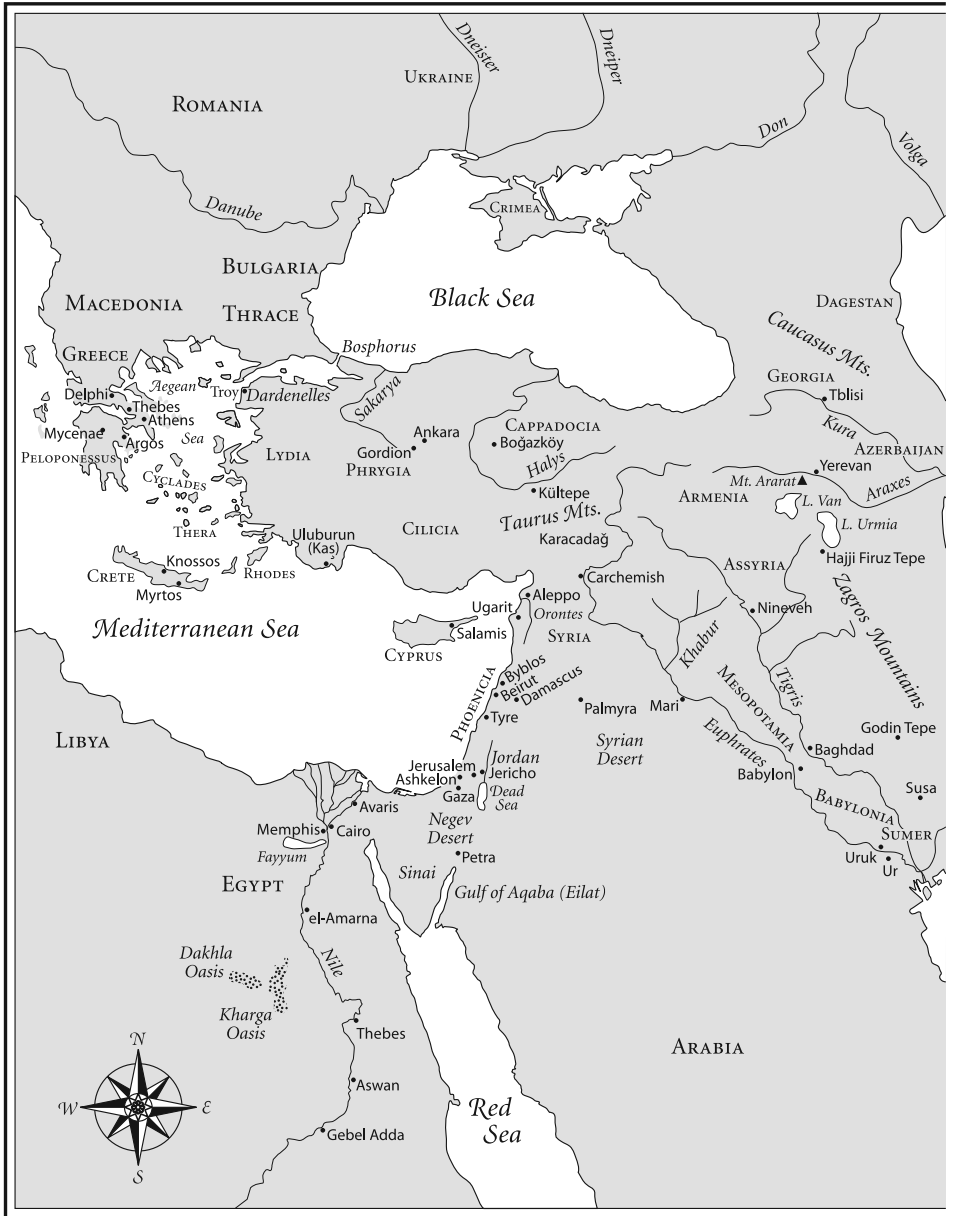 Dneister
Dneiper
UKRAINE
ROMANIA
Don
Volga
Danube
CRIMEA
BULGARIA
Black Sea
MACEDONIA
THRACE
DAGESTAN
Caucasus Mts.
Bosphorus
GREECE
Aegean
Sea
Troy
Dardenelles
Sakarya
GEORGIA
Tblisi
Delphi
Thebes
Athens
Mycenae
Argos
PELOPONESSUS
LYDIA
Ankara
Gordion
PHRYGIA
CAPPADOCIA
Boğazköy
Halys
Kura
AZERBAIJAN
Yerevan
Mt. Ararat
ARMENIA
Araxes
L. Van
CYCLADES
Kültepe
THERA
CILICIA
Taurus Mts.
L. Urmia
Uluburun
(Kaş)
Karacadağ
Knossos
CRETE
RHODES
Myrtos
ASSYRIA
Hajji Firuz Tepe
Carchemish
Zagros Mountains
Aleppo
Ugarit
Orontes
Nineveh
Mediterranean Sea
Salamis
CYPRUS
SYRIA
Khabur
Byblos
Beirut
Damascus
PHOENICIA
Tyre
Palmyra
Mari
MESOPOTAMIA
Tigris
LIBYA
Syrian
Desert
Euphrates
Godin Tepe
Baghdad
Jordan
Jerusalem
Jericho
Ashkelon
Gaza
Dead
Sea
Babylon
BABYLONIA
Susa
Avaris
Memphis
Cairo
Negev
Desert
SUMER
Fayyum
Petra
Uruk
Ur
EGYPT
Sinai
Gulf of Aqaba (Eilat)
el-Amarna
Nile
Dakhla
Oasis
Kharga
Oasis
Thebes
ARABIA
N
W
E
S
Aswan
Red
Sea
Gebel Adda